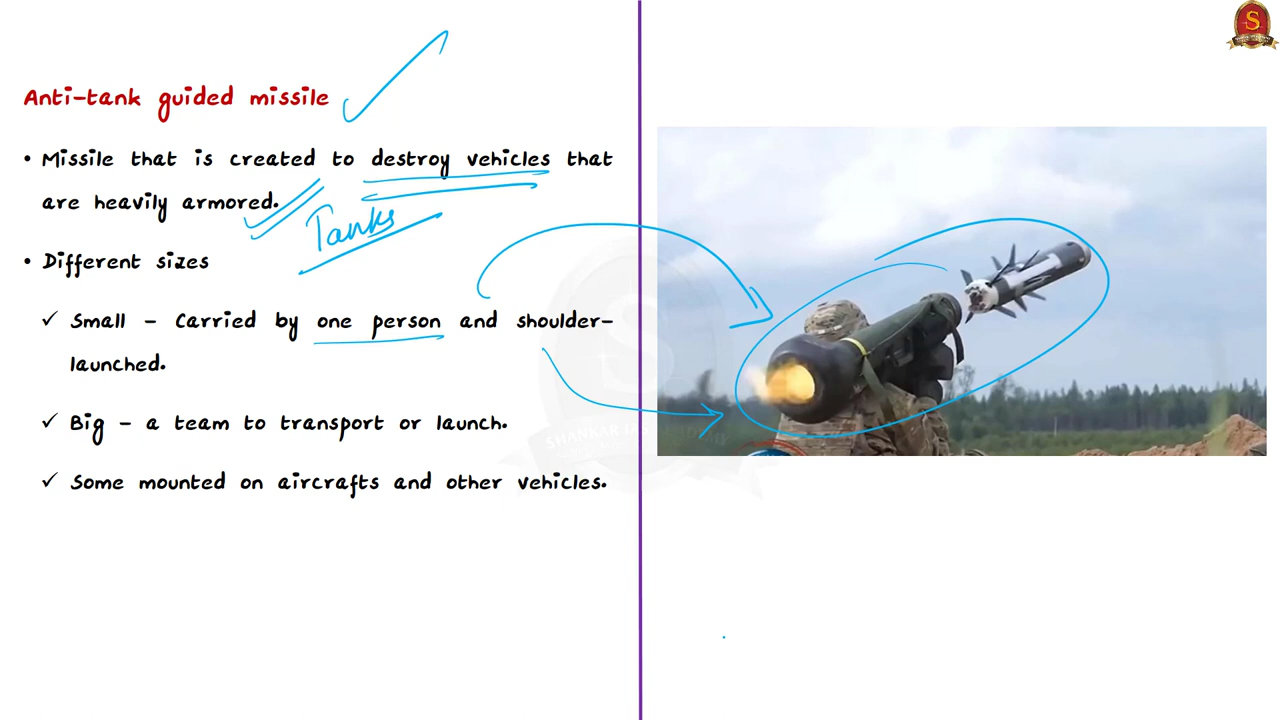 Anti-tank guided missile
• Missile that is created to destroy vehicles that
are heavily armored.
Tanks
• Different sizes
✓ Small - Carried by one person and shoulder-
launched.
✓ Big - a team to transport or launch.
✓ Some mounted on aircrafts and other vehicles.
S
SHANKAR IAS